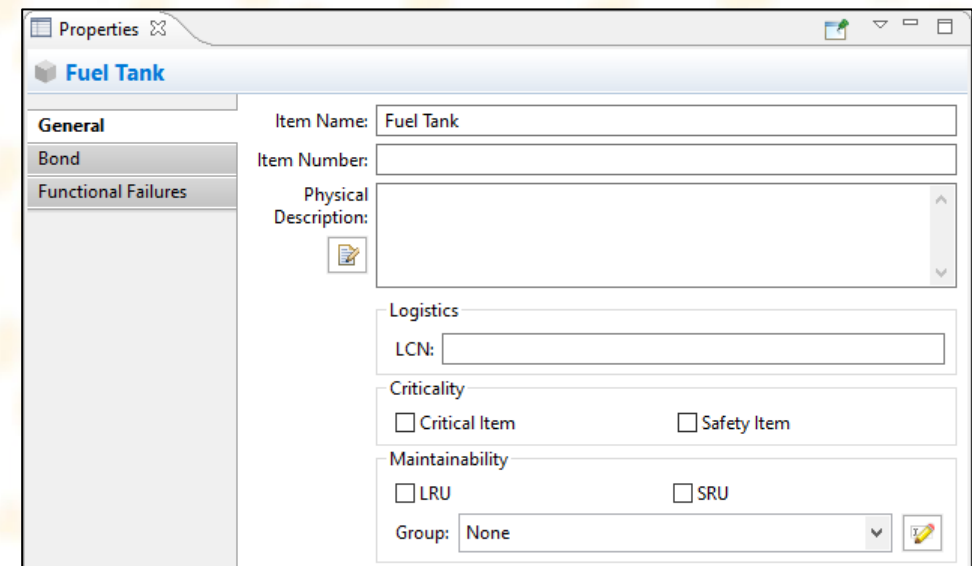 Properties
Fuel Tank
General
Bond
Functional Failures
Item Name: Fuel Tank
Item Number:
Physical
Description:
Logistics
LCN:
Criticality
Critical Item Safety Item
Maintainability
LRU SRU
Group: None